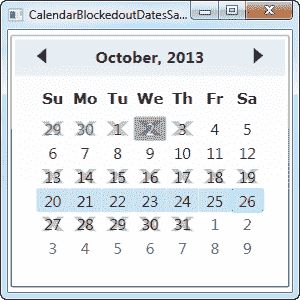 CalendarBlockedoutDatesSa...
October, 2013
Su Mo Tu We Th Fr Sa
29 30 1 2 3 4 5
6 7 8 9 10 11 12
13 14 15 16 17 18 19
20 21 22 23 24 25 26
27 28 29 30 31 1 2
3 4 5 6 7 8 9